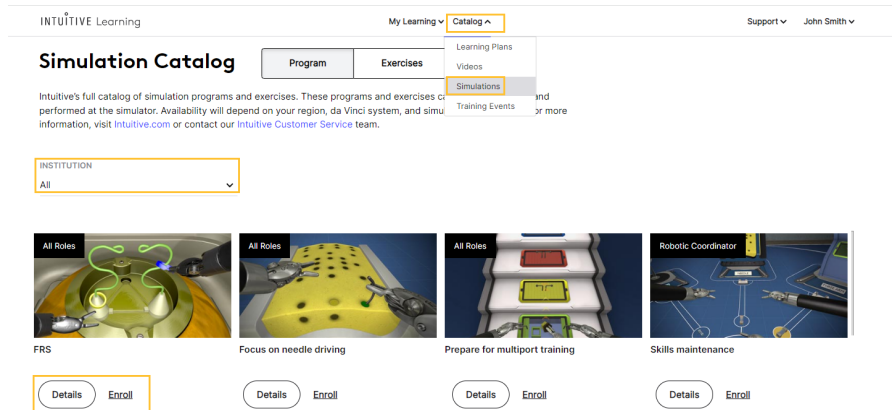 INTUITIVE Learning
My Learning Catalog Support John Smith
Learning Plans
Videos
Simulations
Training Events
Simulation Catalog Program Exercises
Intuitive's full catalog of simulation programs and exercises. These programs and exercises ca nd
performed at the simulator. Availability will depend on your region, da Vinci system, and simul or more
information, visit Intuitive.com or contact our Intuitive Customer Service team.
INSTITUTION
All
All Roles All Roles All Roles Robotic Coordinator
FRS Focus on needle driving Prepare for multiport training Skills maintenance
Details Enroll Details Enroll Details Enroll Details Enroll